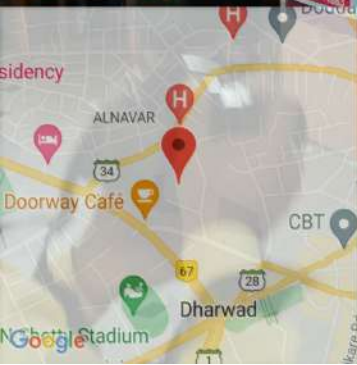 H
sidency
H
ALNAVAR
34
Doorway Café
CBT
67
28
Dharwad
Stadium
Google
1